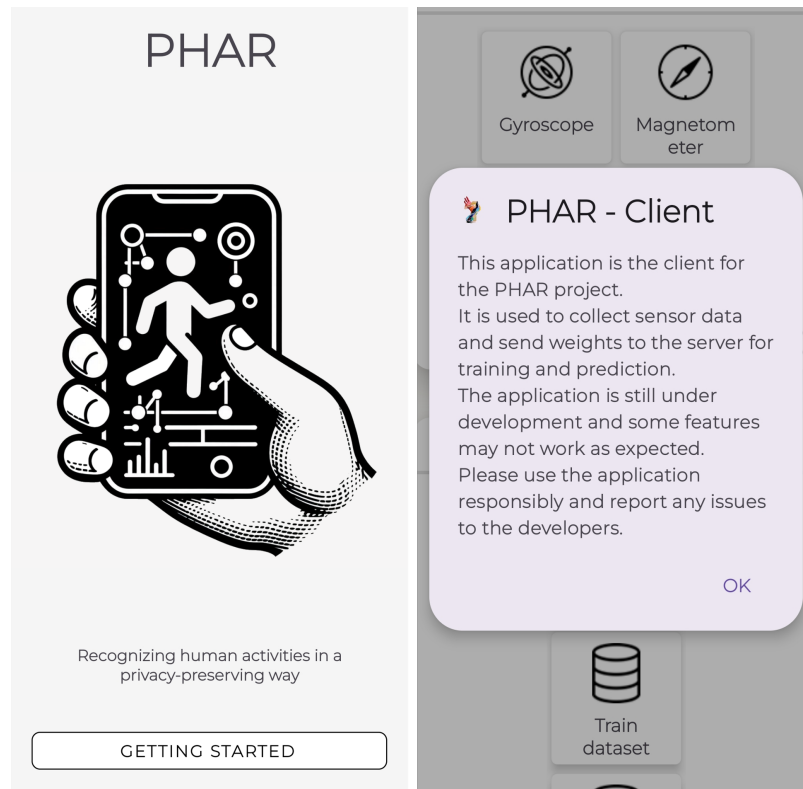 PHAR
Recognizing human activities in a
privacy-preserving way
GETTING STARTED
Gyroscope
Magnetom
eter
PHAR - Client
This application is the client for
the PHAR project.
It is used to collect sensor data
and send weights to the server for
training and prediction.
The application is still under
development and some features
may not work as expected.
Please use the application
responsibly and report any issues
to the developers.
OK
Train
dataset